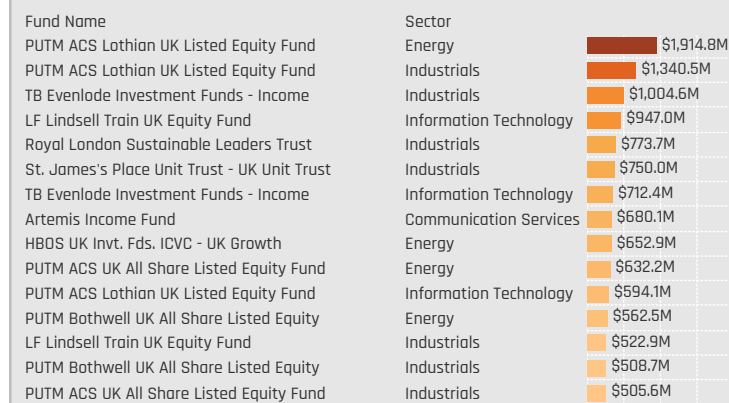 Fund Name Sector
PUTM ACS Lothian UK Listed Equity Fund Energy $1,914.8M
PUTM ACS Lothian UK Listed Equity Fund Industrials $1,340.5M
TB Evenlode Investment Funds - Income Industrials $1,004.6M
LF Lindsell Train UK Equity Fund Information Technology $947.0M
Royal London Sustainable Leaders Trust Industrials $773.7M
St. James's Place Unit Trust - UK Unit Trust Industrials $750.0M
TB Evenlode Investment Funds - Income Information Technology $712.4M
Artemis Income Fund Communication Services $680.1M
HBOS UK Invt. Fds. ICVC - UK Growth Energy $652.9M
PUTM ACS UK All Share Listed Equity Fund Energy $632.2M
PUTM ACS Lothian UK Listed Equity Fund Information Technology $594.1M
PUTM Bothwell UK All Share Listed Equity Energy $562.5M
LF Lindsell Train UK Equity Fund Industrials $522.9M
PUTM Bothwell UK All Share Listed Equity Industrials $508.7M
PUTM ACS UK All Share Listed Equity Fund Industrials $505.6M